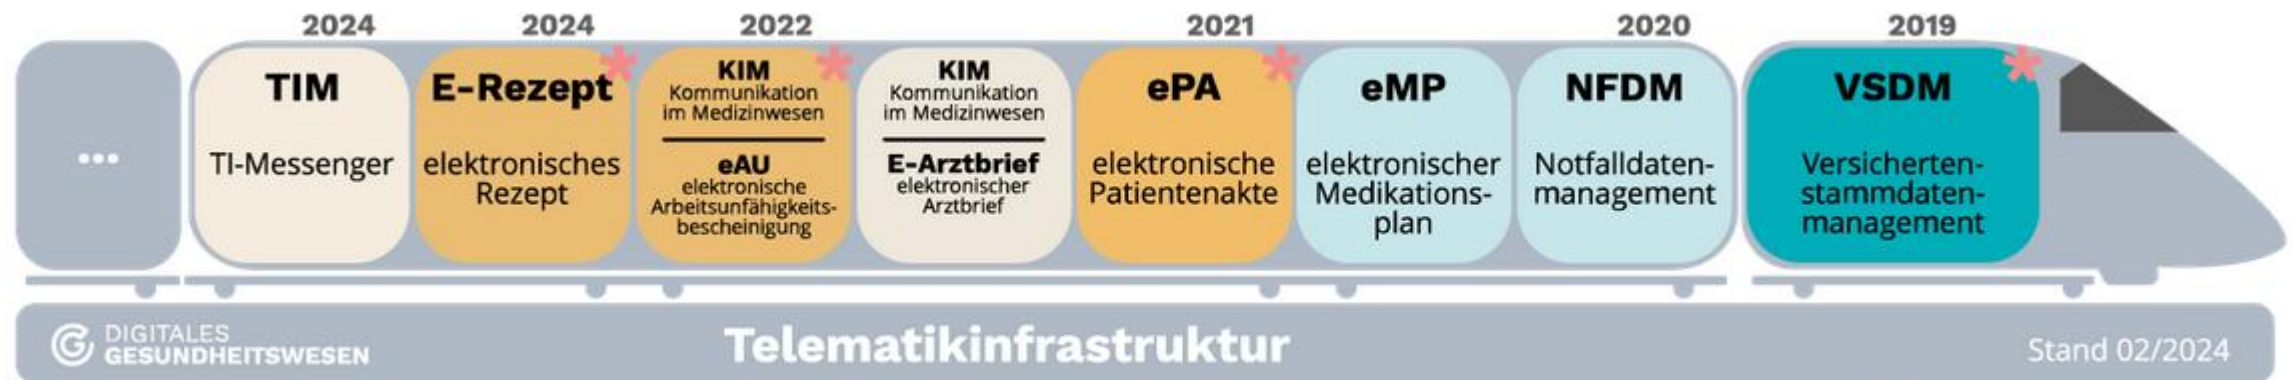 2024
2024
2022
2021
2020
2019
...
TIM
TI-Messenger
E-Rezept*
elektronisches
Rezept
KIM*
Kommunikation
im Medizinwesen
eAU
elektronische
Arbeitsunfähigkeits-
bescheinigung
KIM
Kommunikation
im Medizinwesen
E-Arztbrief
elektronischer
Arztbrief
ePA*
elektronische
Patientenakte
eMP
elektronischer
Medikations-
plan
NFDM
Notfalldaten-
management
VSDM*
Versicherten-
stammdaten-
management
DIGITALES
GESUNDHEITSWESEN
Telematikinfrastruktur
Stand 02/2024